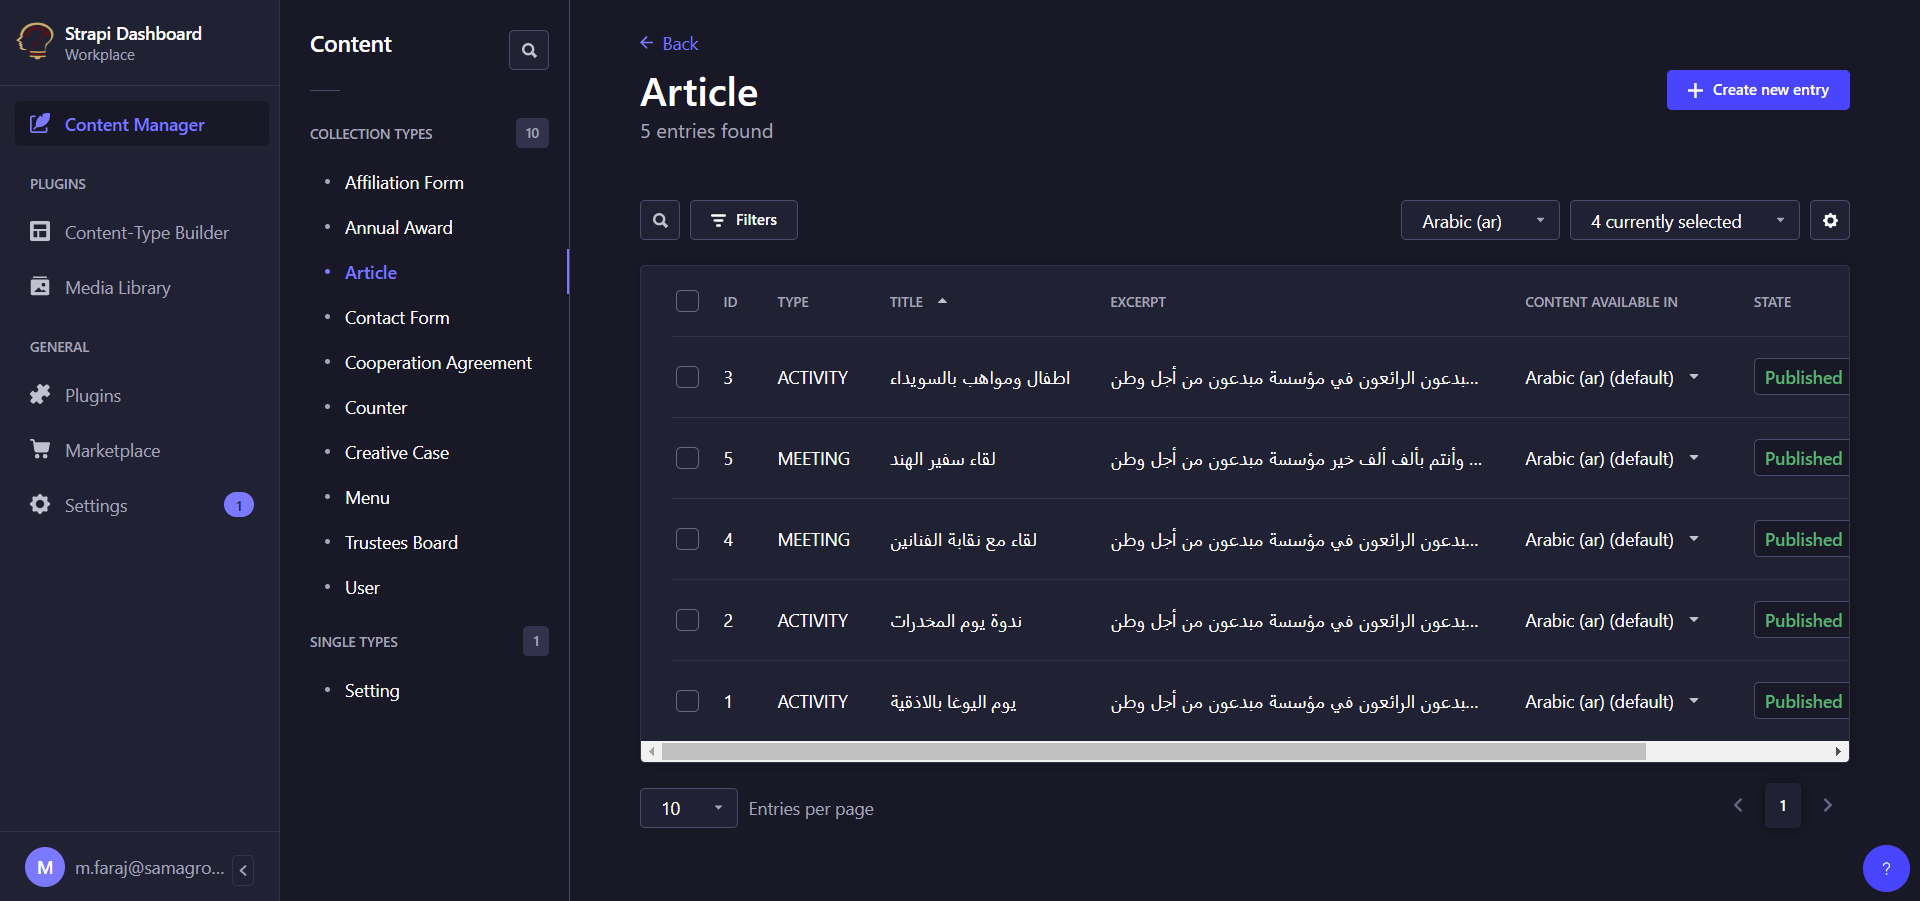 Strapi Dashboard
Workplace
Content Manager
PLUGINS
Content-Type Builder
Media Library
GENERAL
Plugins
Marketplace
Settings
1
M
m.faraj@samagro...
Content
COLLECTION TYPES
10
Affiliation Form
Annual Award
Article
Contact Form
Cooperation Agreement
Counter
Creative Case
Menu
Trustees Board
User
SINGLE TYPES
1
Setting
Back
Article
5 entries found
Create new entry
Filters
Arabic (ar)
4 currently selected
ID TYPE TITLE EXCERPT CONTENT AVAILABLE IN STATE
3 ACTIVITY اطفال ومواهب بالسويداء مبدعون الرائعون في مؤسسة مبدعون من أجل وطن... Arabic (ar) (default) Published
5 MEETING لقاء سفير الهند وأنتم بألف ألف خير مؤسسة مبدعون من أجل وطن ... Arabic (ar) (default) Published
4 MEETING لقاء مع نقابة الفنانين مبدعون الرائعون في مؤسسة مبدعون من أجل وطن... Arabic (ar) (default) Published
2 ACTIVITY ندوة يوم المخدرات مبدعون الرائعون في مؤسسة مبدعون من أجل وطن... Arabic (ar) (default) Published
1 ACTIVITY يوم اليوغا بالاذقية مبدعون الرائعون في مؤسسة مبدعون من أجل وطن... Arabic (ar) (default) Published
10
Entries per page
1
?